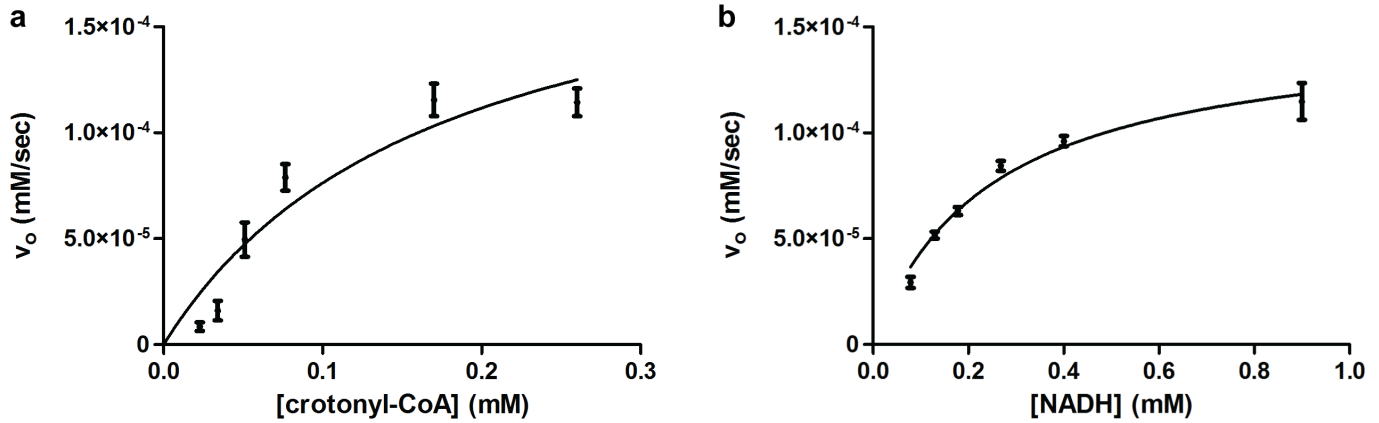 a
1.5×10⁻⁴
1.0×10⁻⁴
5.0×10⁻⁵
0
v₀ (mM/sec)
0.0 0.1 0.2 0.3
[crotonyl-CoA] (mM)
b
1.5×10⁻⁴
1.0×10⁻⁴
5.0×10⁻⁵
0
v₀ (mM/sec)
0.0 0.2 0.4 0.6 0.8 1.0
[NADH] (mM)